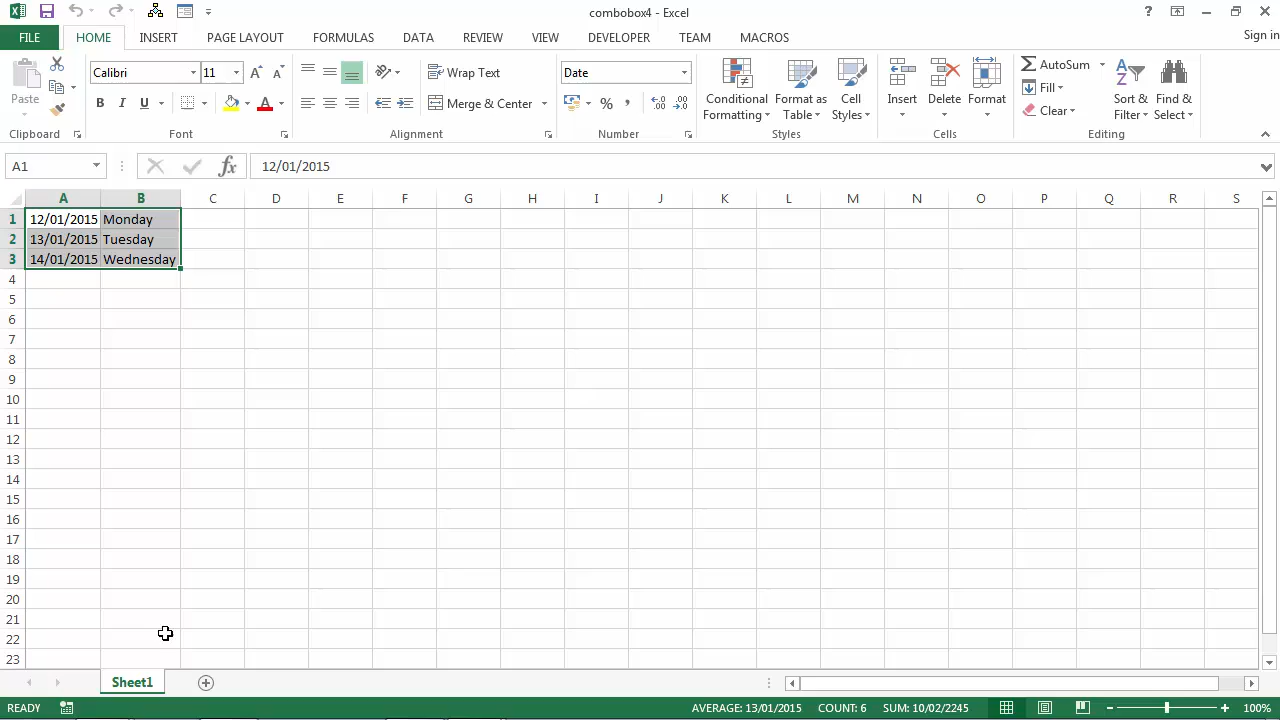 combobox4 - Excel
FILE HOME INSERT PAGE LAYOUT FORMULAS DATA REVIEW VIEW DEVELOPER TEAM MACROS Sign in
Calibri 11 Wrap Text Date AutoSum
Paste B I U Merge & Center % Conditional Formatting Format as Table Cell Styles Insert Delete Format Fill Clear Sort & Filter Find & Select
Clipboard Font Alignment Number Styles Cells Editing
A1 fx 12/01/2015
A B C D E F G H I J K L M N O P Q R S
1 12/01/2015 Monday
2 13/01/2015 Tuesday
3 14/01/2015 Wednesday
4
5
6
7
8
9
10
11
12
13
14
15
16
17
18
19
20
21
22
23
Sheet1
READY AVERAGE: 13/01/2015 COUNT: 6 SUM: 10/02/2245 100%